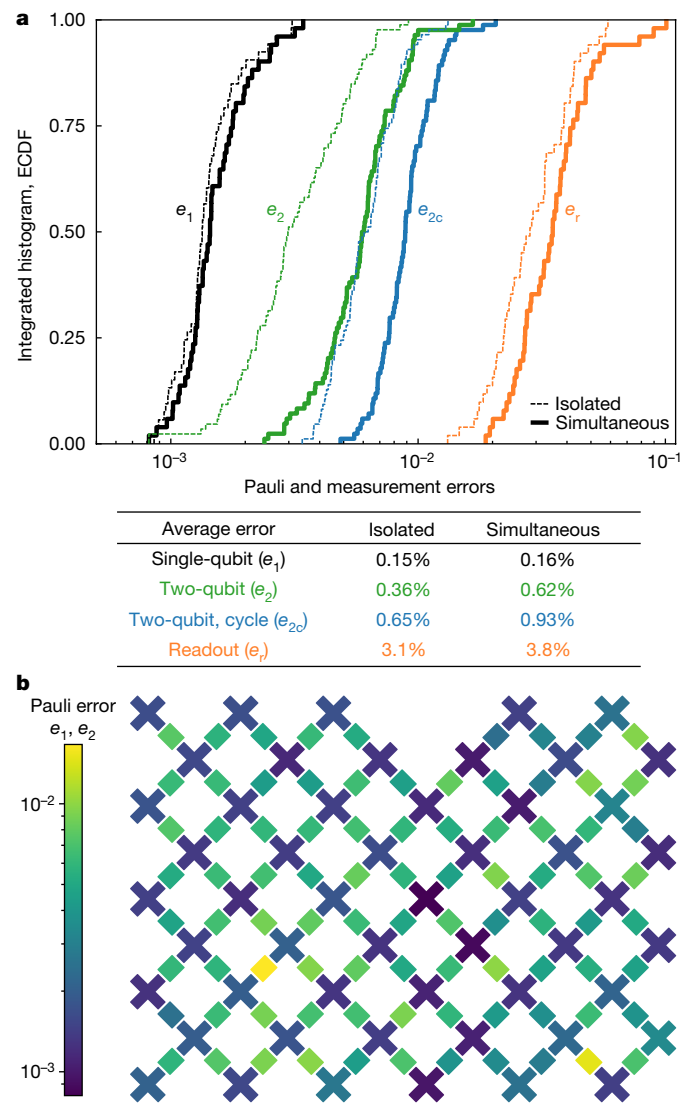 a
1.00
0.75
0.50
0.25
0.00
Integrated histogram, ECDF
e1
e2
e2c
er
Isolated
Simultaneous
10−3
10−2
10−1
Pauli and measurement errors
Average error Isolated Simultaneous
Single-qubit (e1) 0.15% 0.16%
Two-qubit (e2) 0.36% 0.62%
Two-qubit, cycle (e2c) 0.65% 0.93%
Readout (er) 3.1% 3.8%
b
Pauli error
e1, e2
10−2
10−3